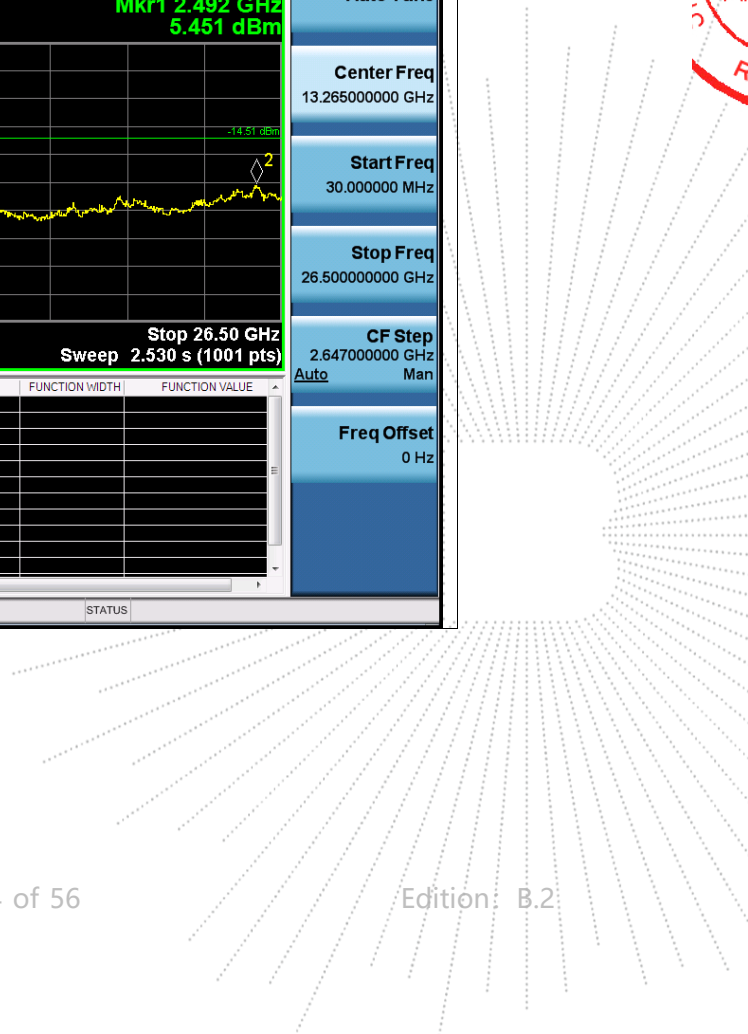 Mkr1 2.492 GHz
5.451 dBm
Center Freq
13.265000000 GHz
-14.51 dBm
2
Start Freq
30.000000 MHz
Stop Freq
26.500000000 GHz
Stop 26.50 GHz
Sweep 2.530 s (1001 pts)
CF Step
2.647000000 GHz
Auto Man
FUNCTION WIDTH FUNCTION VALUE
Freq Offset
0 Hz
STATUS
of 56 Edition: B.2